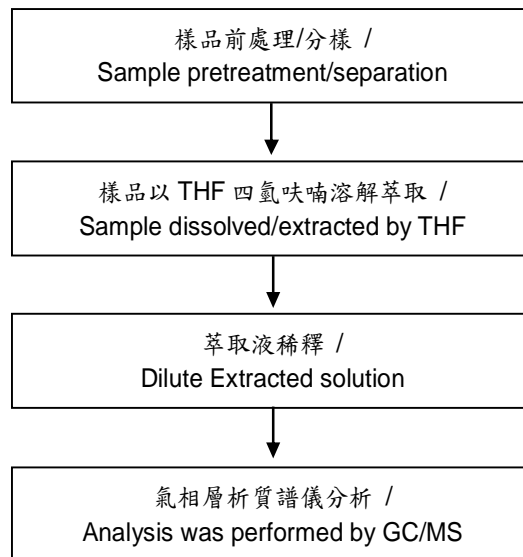 樣品前處理/分樣 /
Sample pretreatment/separation
樣品以 THF 四氫呋喃溶解萃取 /
Sample dissolved/extracted by THF
萃取液稀釋 /
Dilute Extracted solution
氣相層析質譜儀分析 /
Analysis was performed by GC/MS